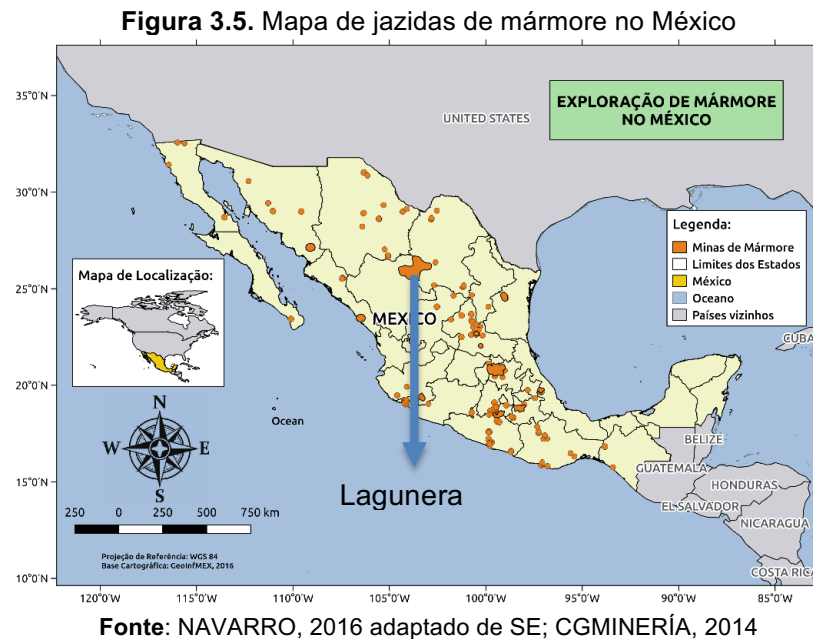 Figura 3.5. Mapa de jazidas de mármore no México
35°0'N
30°0'N
25°0'N
20°0'N
15°0'N
10°0'N
UNITED STATES
EXPLORAÇÃO DE MÁRMORE
NO MÉXICO
Legenda:
Minas de Mármore
Limites dos Estados
México
Oceano
Países vizinhos
Mapa de Localização:
MEXICO
CUBA
Ocean
N
W E
S
BELIZE
GUATEMALA
HONDURAS
EL SALVADOR
NICARAGUA
COSTA RICA
Lagunera
250 0 250 500 750 km
Projeção de Referência: WGS 84
Base Cartográfica: GeoInfMEX, 2016
120°0'W 115°0'W 110°0'W 105°0'W 100°0'W 95°0'W 90°0'W 85°0'W
Fonte: NAVARRO, 2016 adaptado de SE; CGMINERÍA, 2014